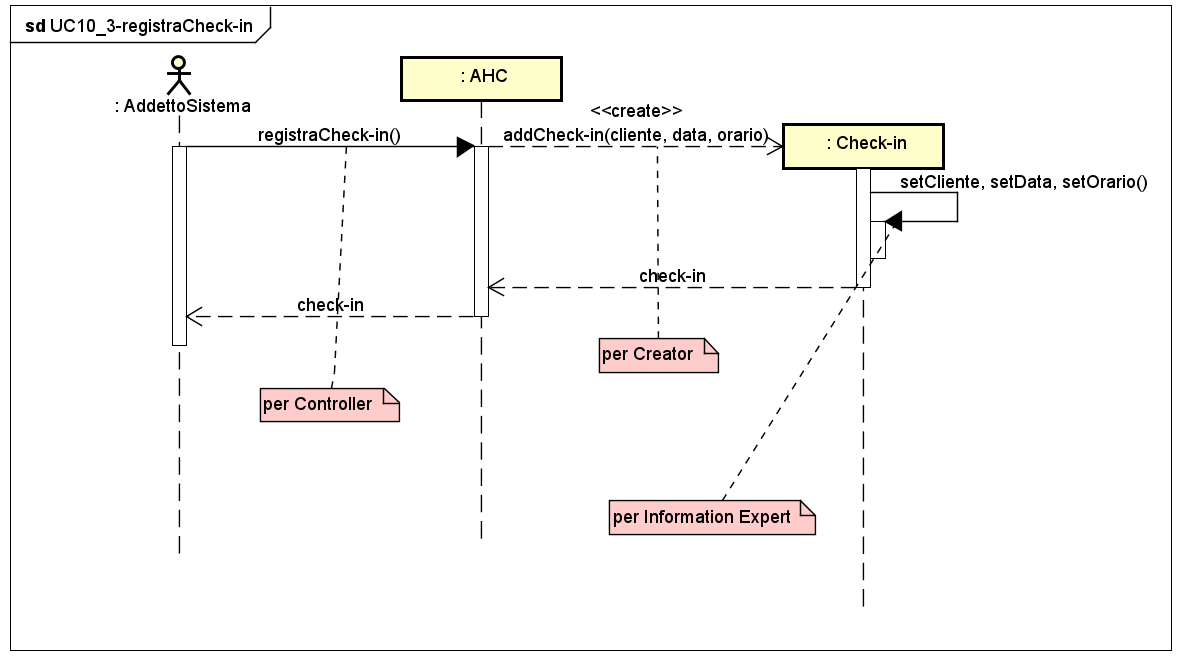 sd UC10_3-registraCheck-in
: AddettoSistema
: AHC
<<create>>
registraCheck-in()
addCheck-in(cliente, data, orario)
: Check-in
setCliente, setData, setOrario()
check-in
check-in
per Creator
per Controller
per Information Expert